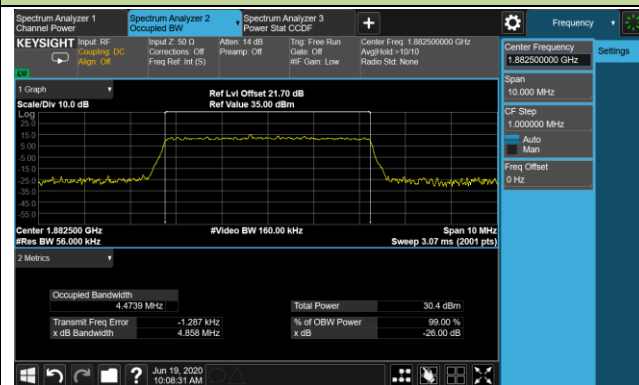 Spectrum Analyzer 1
Channel Power
Spectrum Analyzer 2
Occupied BW
Spectrum Analyzer 3
Power Stat CCDF
Frequency
KEYSIGHT
Input: RF
Coupling: DC
Align: Off
Input Z: 50 Ω
Corrections: Off
Freq Ref: Int (S)
Atten: 14 dB
Preamp: Off
Trig: Free Run
Gate: Off
#IF Gain: Low
Center Freq: 1.882500000 GHz
Avg|Hold:>10/10
Radio Std: None
Center Frequency
1.882500000 GHz
Settings
Span
10.000 MHz
CF Step
1.000000 MHz
Auto
Man
Freq Offset
0 Hz
1 Graph
Scale/Div 10.0 dB
Ref Lvl Offset 21.70 dB
Ref Value 35.00 dBm
Log
25.0
15.0
5.00
-5.00
-15.0
-25.0
-35.0
-45.0
-55.0
Center 1.882500 GHz
#Res BW 56.000 kHz
#Video BW 160.00 kHz
Span 10 MHz
Sweep 3.07 ms (2001 pts)
2 Metrics
Occupied Bandwidth
4.4739 MHz
Total Power 30.4 dBm
Transmit Freq Error -1.287 kHz
% of OBW Power 99.00 %
x dB Bandwidth 4.858 MHz
x dB -26.00 dB
Jun 19, 2020
10:08:31 AM